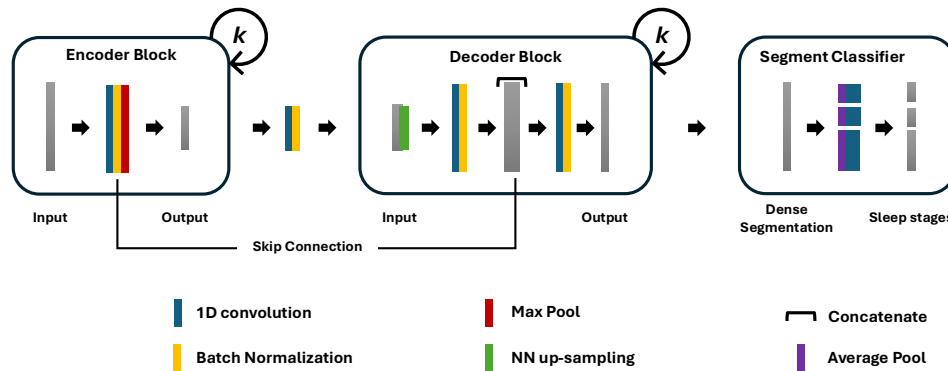 k
k
Encoder Block
Decoder Block
Segment Classifier
Input
Output
Input
Output
Dense
Segmentation
Sleep stages
Skip Connection
1D convolution
Max Pool
Concatenate
Batch Normalization
NN up-sampling
Average Pool